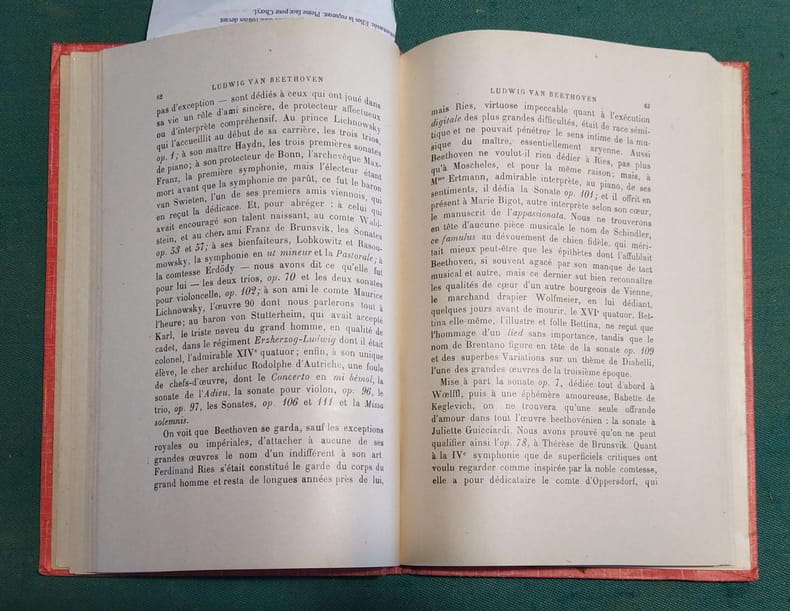 62
LUDWIG VAN BEETHOVEN
pas d'exception — sont dédiés à ceux qui ont joué dans
sa vie un rôle d'ami sincère, de protecteur affectueux
ou d'interprète compréhensif. Au prince Lichnowsky
qui l'accueillit au début de sa carrière, les trois trios,
op. 1; à son maître Haydn, les trois premières sonates
de piano; à son protecteur de Bonn, l'archevêque Max-
Franz, la première symphonie, mais l'électeur étant
mort avant que la symphonie ne parût, ce fut le baron
van Swieten, l'un de ses premiers amis viennois, qui
en reçut la dédicace. Et, pour abréger : à celui qui
avait encouragé son talent naissant, au comte Wald-
stein, et au cher ami Franz de Brunsvik, les Sonates
op. 53 et 57; à ses bienfaiteurs, Lobkowitz et Rasou-
mowsky, la symphonie en ut mineur et la Pastorale; à
la comtesse Erdödy — nous avons dit ce qu'elle fut
pour lui — les deux trios, op. 70 et les deux sonates
pour violoncelle, op. 102; à son ami le comte Maurice
Lichnowsky, l'œuvre 90 dont nous parlerons tout à
l'heure; au baron von Stutterheim, qui avait accepté
Karl, le triste neveu du grand homme, en qualité de
cadet, dans le régiment Erzherzog-Ludwig dont il était
colonel, l'admirable XIVe quatuor; enfin, à son unique
élève, le cher archiduc Rodolphe d'Autriche, une foule
de chefs-d'œuvre, dont le Concerto en mi bémol, la
sonate de l'Adieu, la sonate pour violon, op. 96, le
trio, op. 97, les Sonates, op. 106 et 111 et la Missa
solemnis.
On voit que Beethoven se garda, sauf les exceptions
royales ou impériales, d'attacher à aucune de ses
grandes œuvres le nom d'un indifférent à son art
Ferdinand Ries s'était constitué le garde du corps du
grand homme et resta de longues années près de lui,
LUDWIG VAN BEETHOVEN
63
mais Ries, virtuose impeccable quant à l'exécution
digitale des plus grandes difficultés, était de race sémi-
tique et ne pouvait pénétrer le sens intime de la mu-
sique du maître, essentiellement aryenne. Aussi
Beethoven ne voulut-il rien dédier à Ries, pas plus
qu'à Moschelos, et pour la même raison; mais, à
Mme Ertmann, admirable interprète, au piano, de ses
sentiments, il dédia la Sonate op. 101; et il offrit en
présent à Marie Bigot, autre interprète selon son cœur,
le manuscrit de l'appasionata. Nous ne trouverons
en tête d'aucune pièce musicale le nom de Schindler,
ce famulus au dévouement de chien fidèle, qui méri-
tait mieux peut-être que les épithètes dont l'affublait
Beethoven, si souvent agacé par son manque de tact
musical et autre, mais ce dernier sut bien reconnaître
les qualités de cœur d'un autre bourgeois de Vienne,
le marchand drapier Wolfmeier, en lui dédiant,
quelques jours avant de mourir, le XVIe quatuor. Bet-
tina elle-même, l'illustre et folle Bettina, ne reçut que
l'hommage d'un lied sans importance, tandis que le
nom de Brentano figure en tête de la sonate op. 109
et des superbes Variations sur un thème de Diabelli,
l'une des grandes œuvres de la troisième époque.
Mise à part la sonate op. 7, dédiée tout d'abord à
Wœlffl, puis à une éphémère amoureuse, Babette de
Keglevich, on ne trouvera qu'une seule offrande
d'amour dans tout l'œuvre beethovénien : la sonate à
Juliette Guicciardi. Nous avons prouvé qu'on ne peut
qualifier ainsi l'op. 78, à Thérèse de Brunsvik. Quant
à la IVe symphonie que de superficiels critiques ont
voulu regarder comme inspirée par la noble comtesse,
elle a pour dédicataire le comte d'Oppersdorf, qui